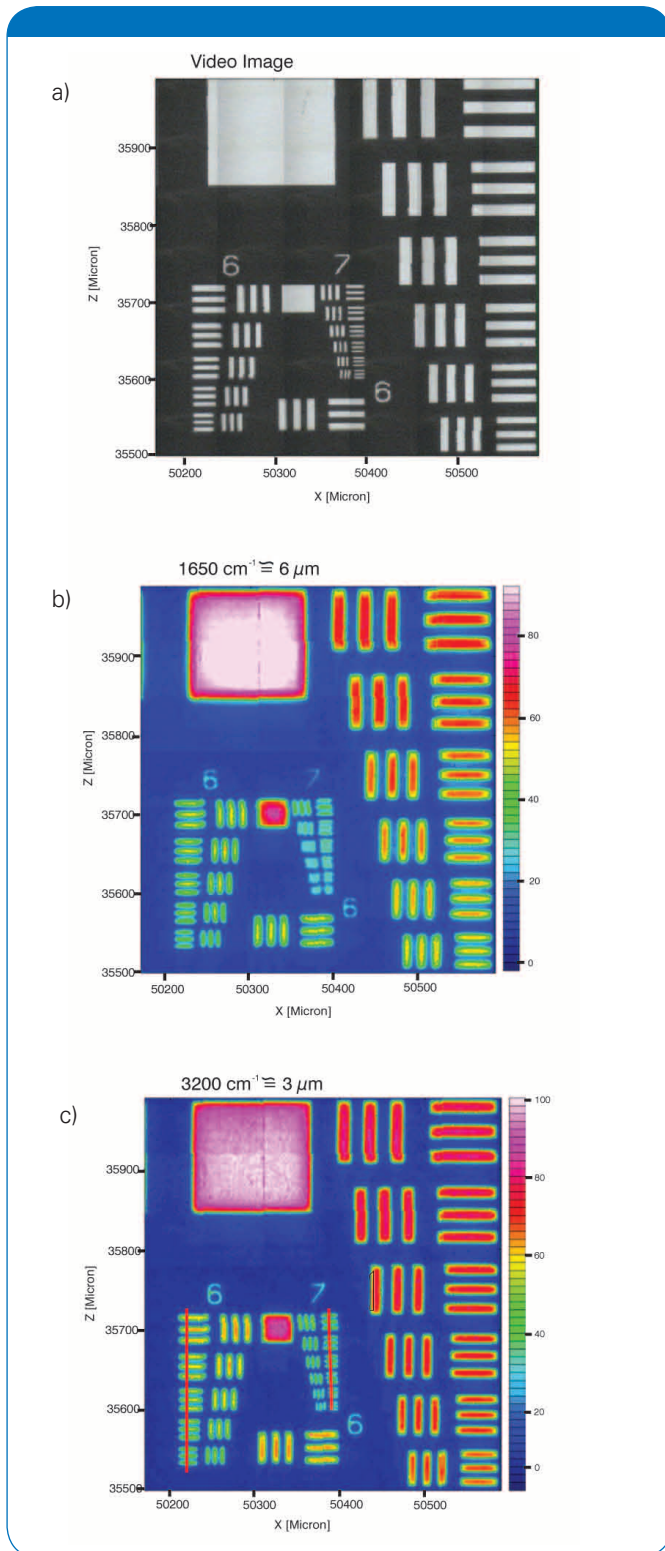 Video Image
a)
35900
35800
35700
35600
35500
Z [Micron]
6
7
6
50200 50300 50400 50500
X [Micron]
1650 cm⁻¹ ≅ 6 µm
b)
35900
35800
35700
35600
35500
Z [Micron]
6
7
6
80
60
40
20
0
50200 50300 50400 50500
X [Micron]
3200 cm⁻¹ ≅ 3 µm
c)
35900
35800
35700
35600
35500
Z [Micron]
6
7
6
100
80
60
40
20
0
50200 50300 50400 50500
X [Micron]